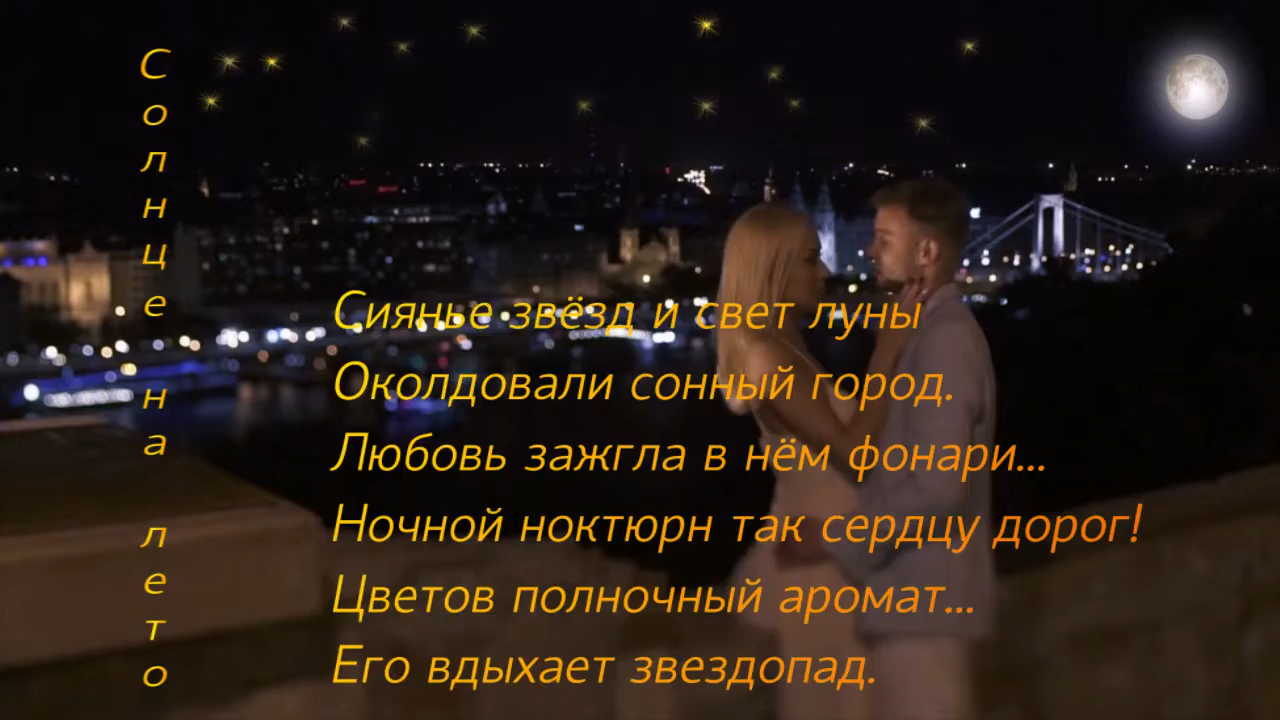 Солнце на лето
Сиянье звёзд и свет луны
Околдовали сонный город.
Любовь зажгла в нём фонари...
Ночной ноктюрн так сердцу дорог!
Цветов полночный аромат...
Его вдыхает звездопад.